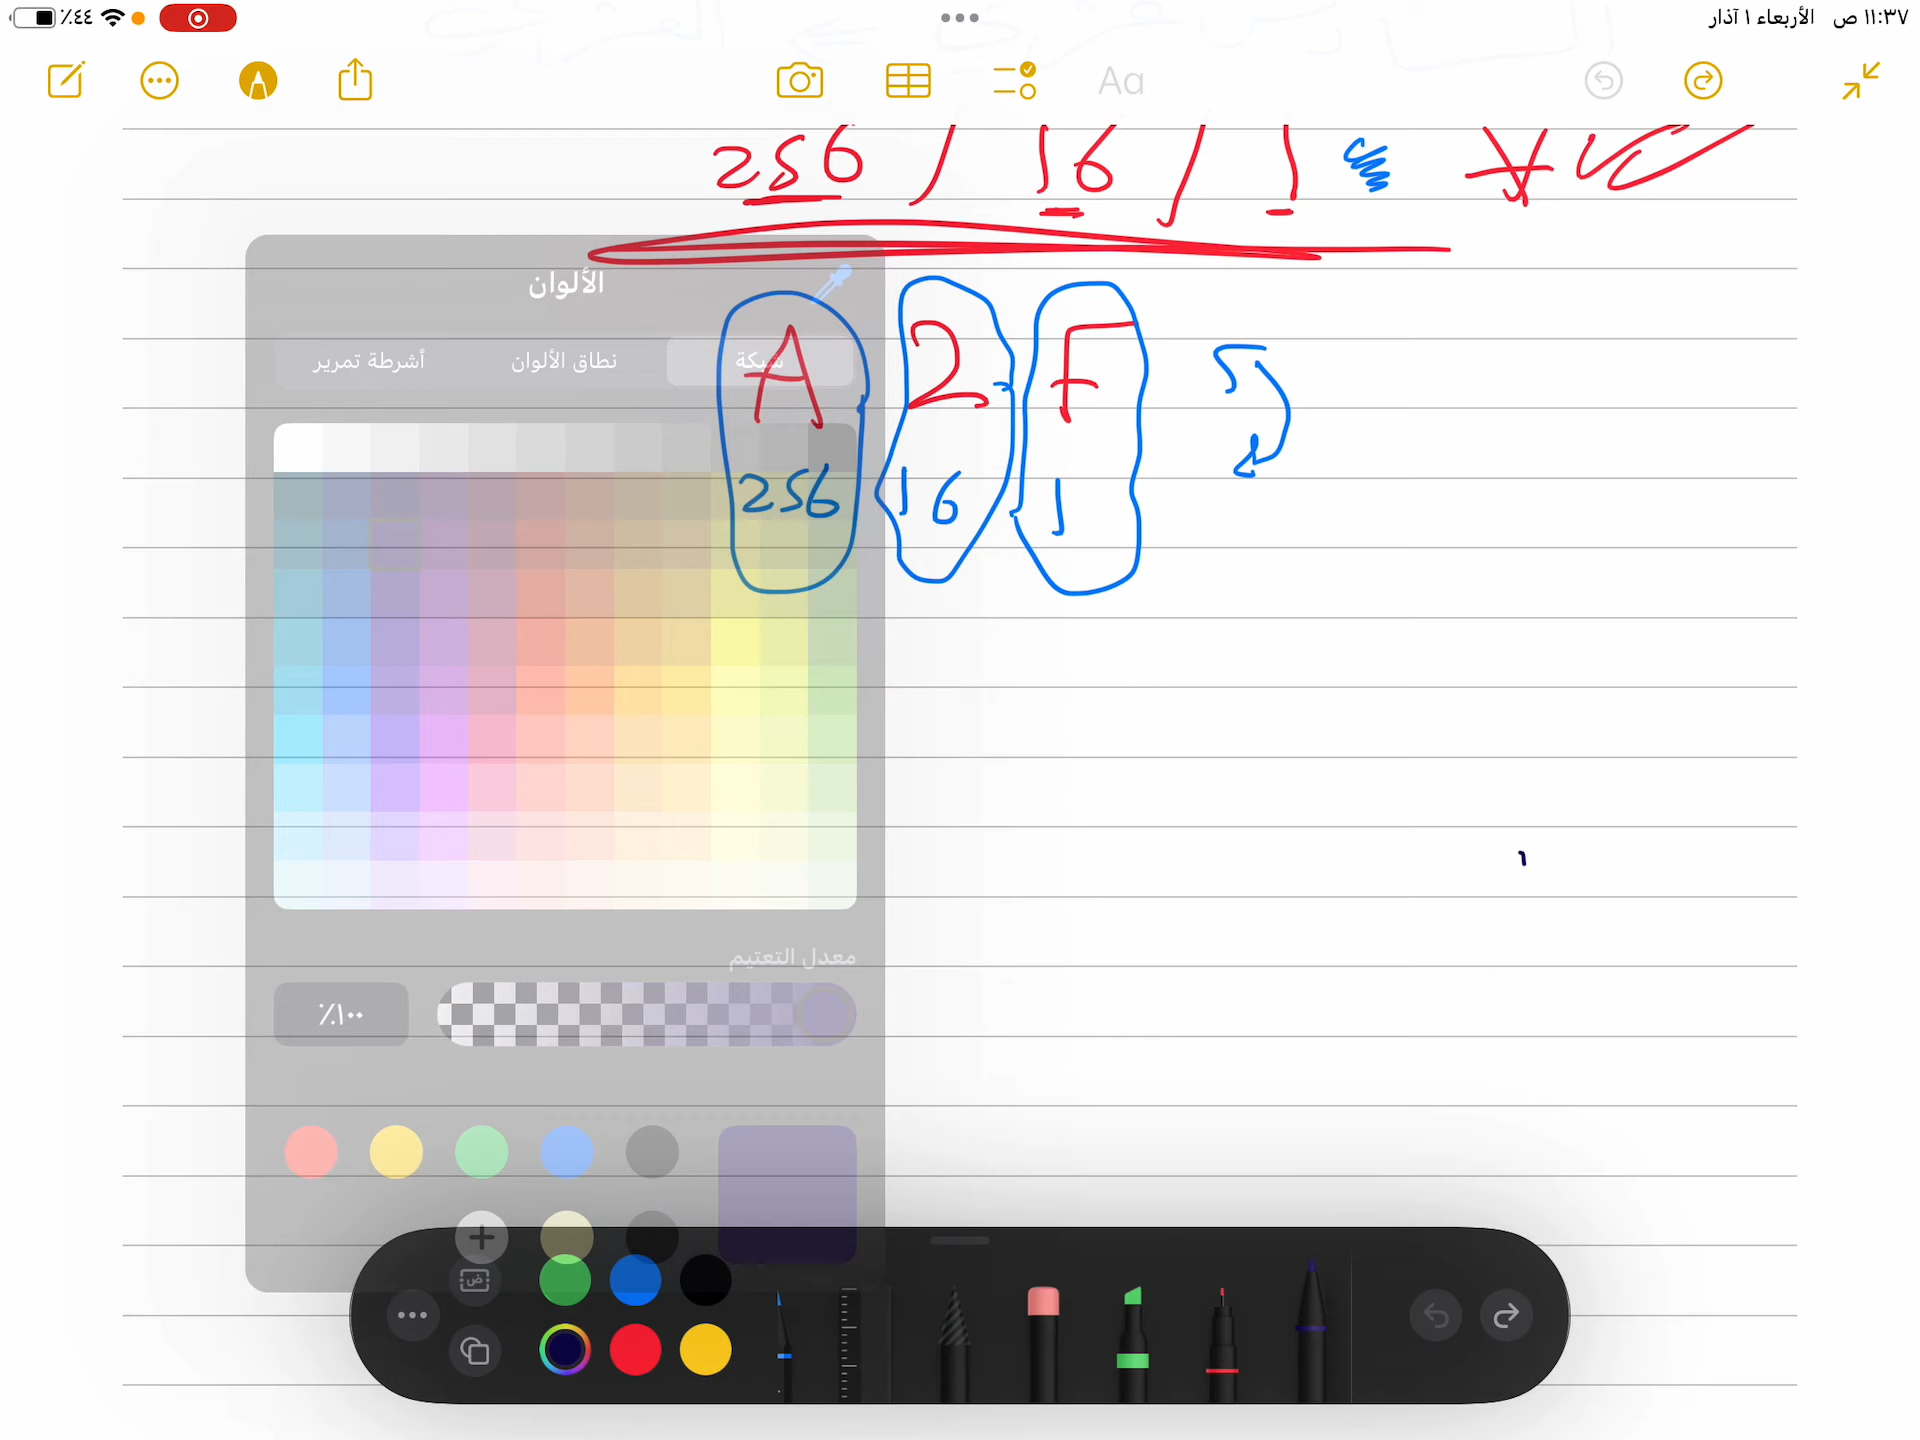 ٪٤٤ ١١:٣٧ ص الأربعاء ١ آذار
Aa
256 / 16 / 1
الألوان
شبكة نطاق الألوان أشرطة تمرير
A 2 F
256 16 1
معدل التعتيم
٪١٠٠
ض